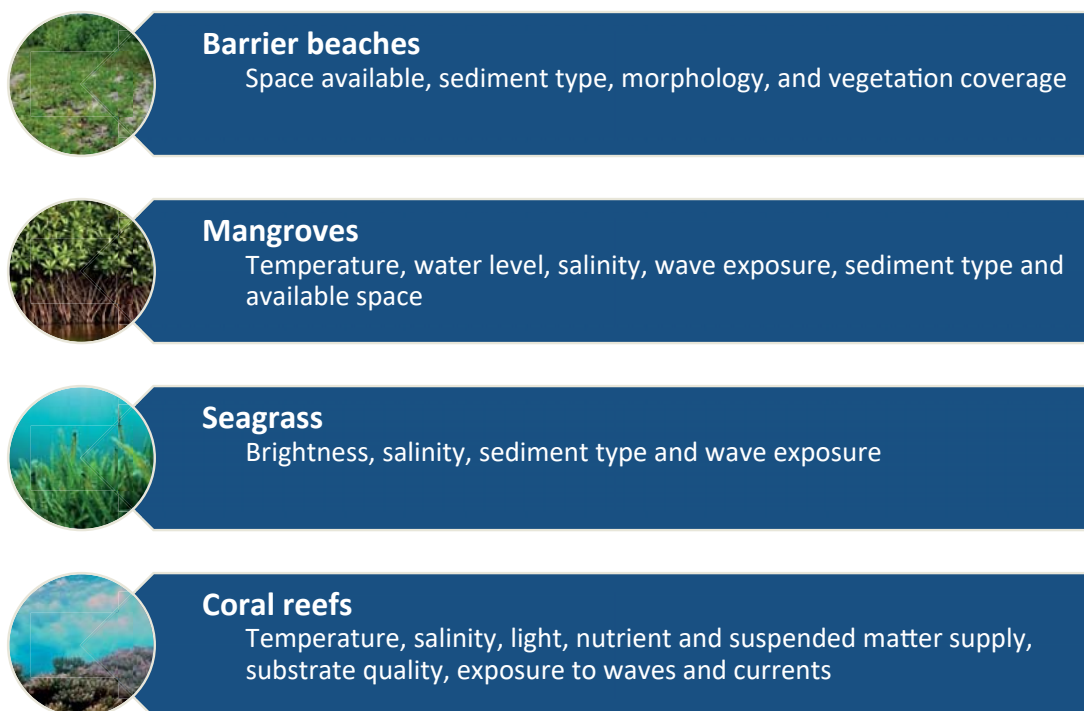 Barrier beaches
Space available, sediment type, morphology, and vegetation coverage
Mangroves
Temperature, water level, salinity, wave exposure, sediment type and
available space
Seagrass
Brightness, salinity, sediment type and wave exposure
Coral reefs
Temperature, salinity, light, nutrient and suspended matter supply,
substrate quality, exposure to waves and currents